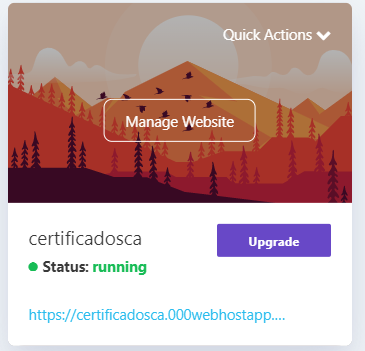 Quick Actions
Manage Website
certificadosca
Upgrade
Status: running
https://certificadosca.000webhostapp....